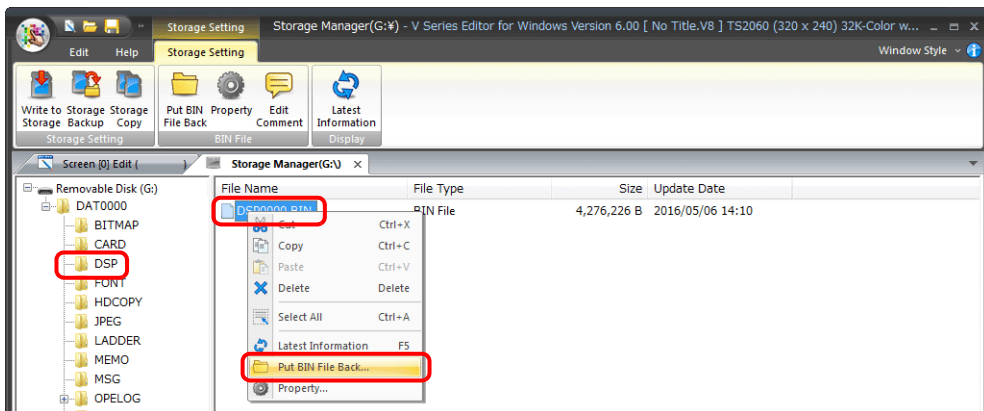 Storage Setting
Storage Manager(G:¥) - V Series Editor for Windows Version 6.00 [ No Title.V8 ] TS2060 (320 x 240) 32K-Color w...
Edit Help Storage Setting Window Style
Write to Storage
Storage Backup
Storage Copy
Put BIN File Back
Property
Edit Comment
Latest Information
Storage Setting BIN File Display
Screen [0] Edit ( ) Storage Manager(G:\) ×
Removable Disk (G:)
DAT0000
BITMAP
CARD
DSP
FONT
HDCOPY
JPEG
LADDER
MEMO
MSG
OPELOG
File Name File Type Size Update Date
DSP0000.BIN BIN File 4,276,226 B 2016/05/06 14:10
Cut Ctrl+X
Copy Ctrl+C
Paste Ctrl+V
Delete Delete
Select All Ctrl+A
Latest Information F5
Put BIN File Back...
Property...